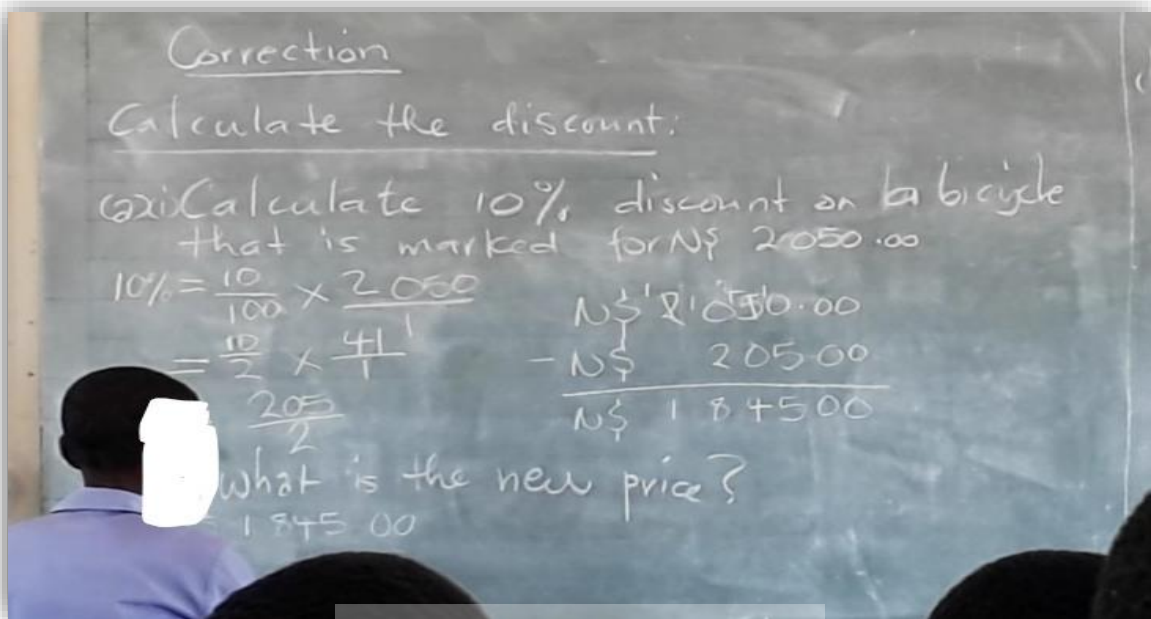 Correction
Calculate the discount:
(a)(i) Calculate 10% discount on a bicycle
that is marked for N$ 2050.00
10% = 10/100 × 2050/1
= 10/2 × 41/1
205/2
N$ 2050.00
- N$ 205.00
N$ 1845.00
What is the new price?
= 1845.00